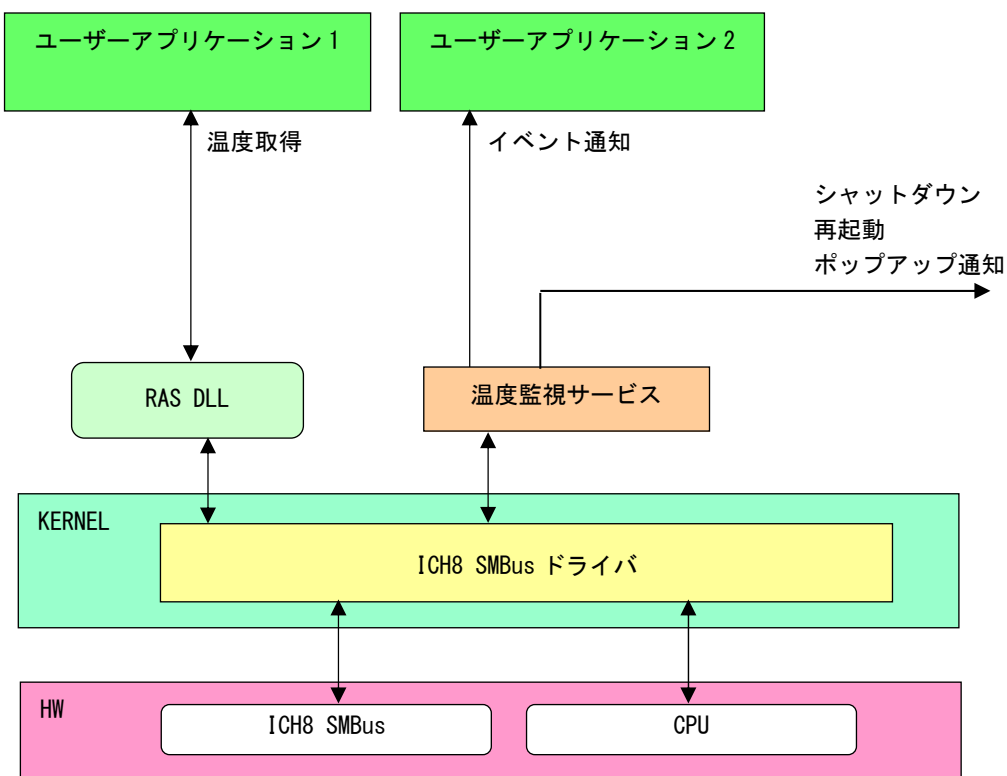 ユーザーアプリケーション 1
ユーザーアプリケーション 2
温度取得
イベント通知
シャットダウン
再起動
ポップアップ通知
RAS DLL
温度監視サービス
KERNEL
ICH8 SMBus ドライバ
HW
ICH8 SMBus
CPU